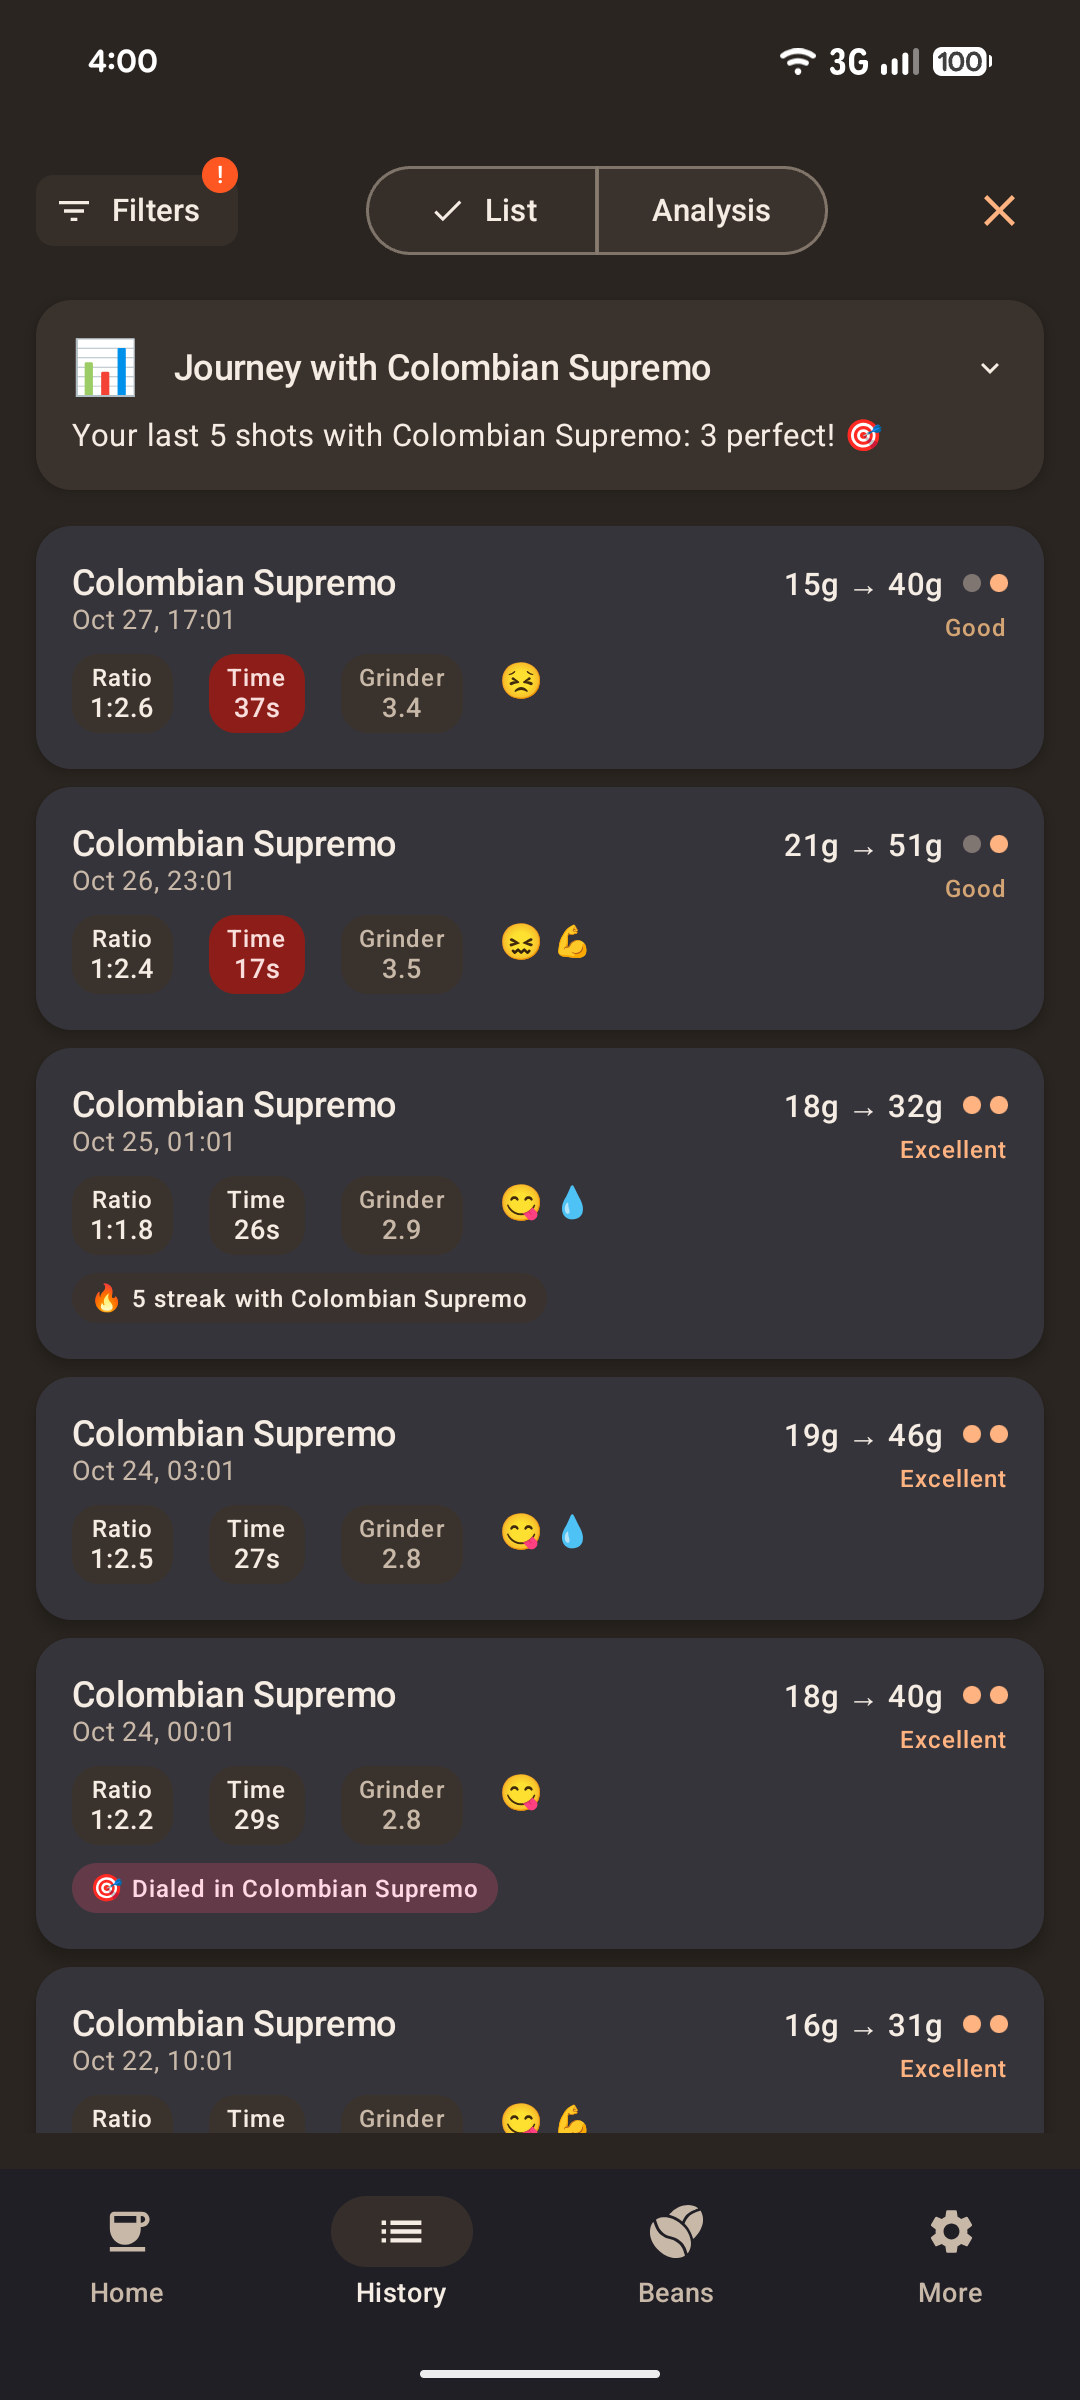 4:00
3G
100
Filters
!
List
Analysis
Journey with Colombian Supremo
Your last 5 shots with Colombian Supremo: 3 perfect! 🎯
Colombian Supremo
15g → 40g
Oct 27, 17:01
Good
Ratio
1:2.6
Time
37s
Grinder
3.4
Colombian Supremo
21g → 51g
Oct 26, 23:01
Good
Ratio
1:2.4
Time
17s
Grinder
3.5
Colombian Supremo
18g → 32g
Oct 25, 01:01
Excellent
Ratio
1:1.8
Time
26s
Grinder
2.9
🔥 5 streak with Colombian Supremo
Colombian Supremo
19g → 46g
Oct 24, 03:01
Excellent
Ratio
1:2.5
Time
27s
Grinder
2.8
Colombian Supremo
18g → 40g
Oct 24, 00:01
Excellent
Ratio
1:2.2
Time
29s
Grinder
2.8
🎯 Dialed in Colombian Supremo
Colombian Supremo
16g → 31g
Oct 22, 10:01
Excellent
Ratio
Time
Grinder
Home
History
Beans
More